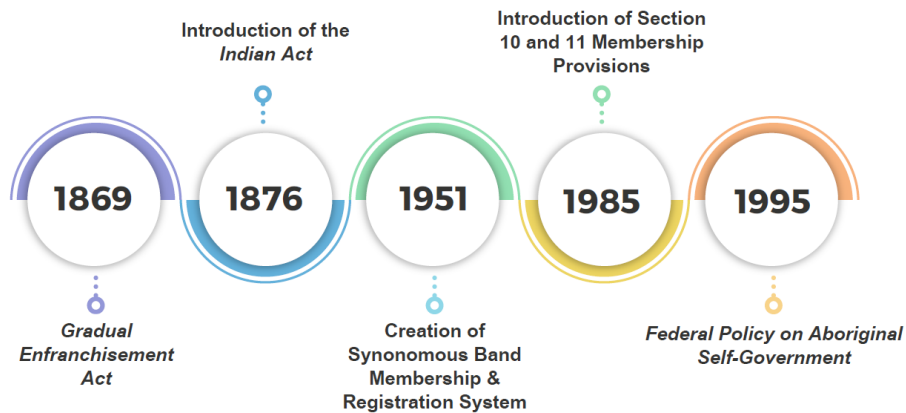 Introduction of the
Indian Act
Introduction of Section
10 and 11 Membership
Provisions
1869
1876
1951
1985
1995
Gradual
Enfranchisement
Act
Creation of
Synonomous Band
Membership &
Registration System
Federal Policy on Aboriginal
Self-Government